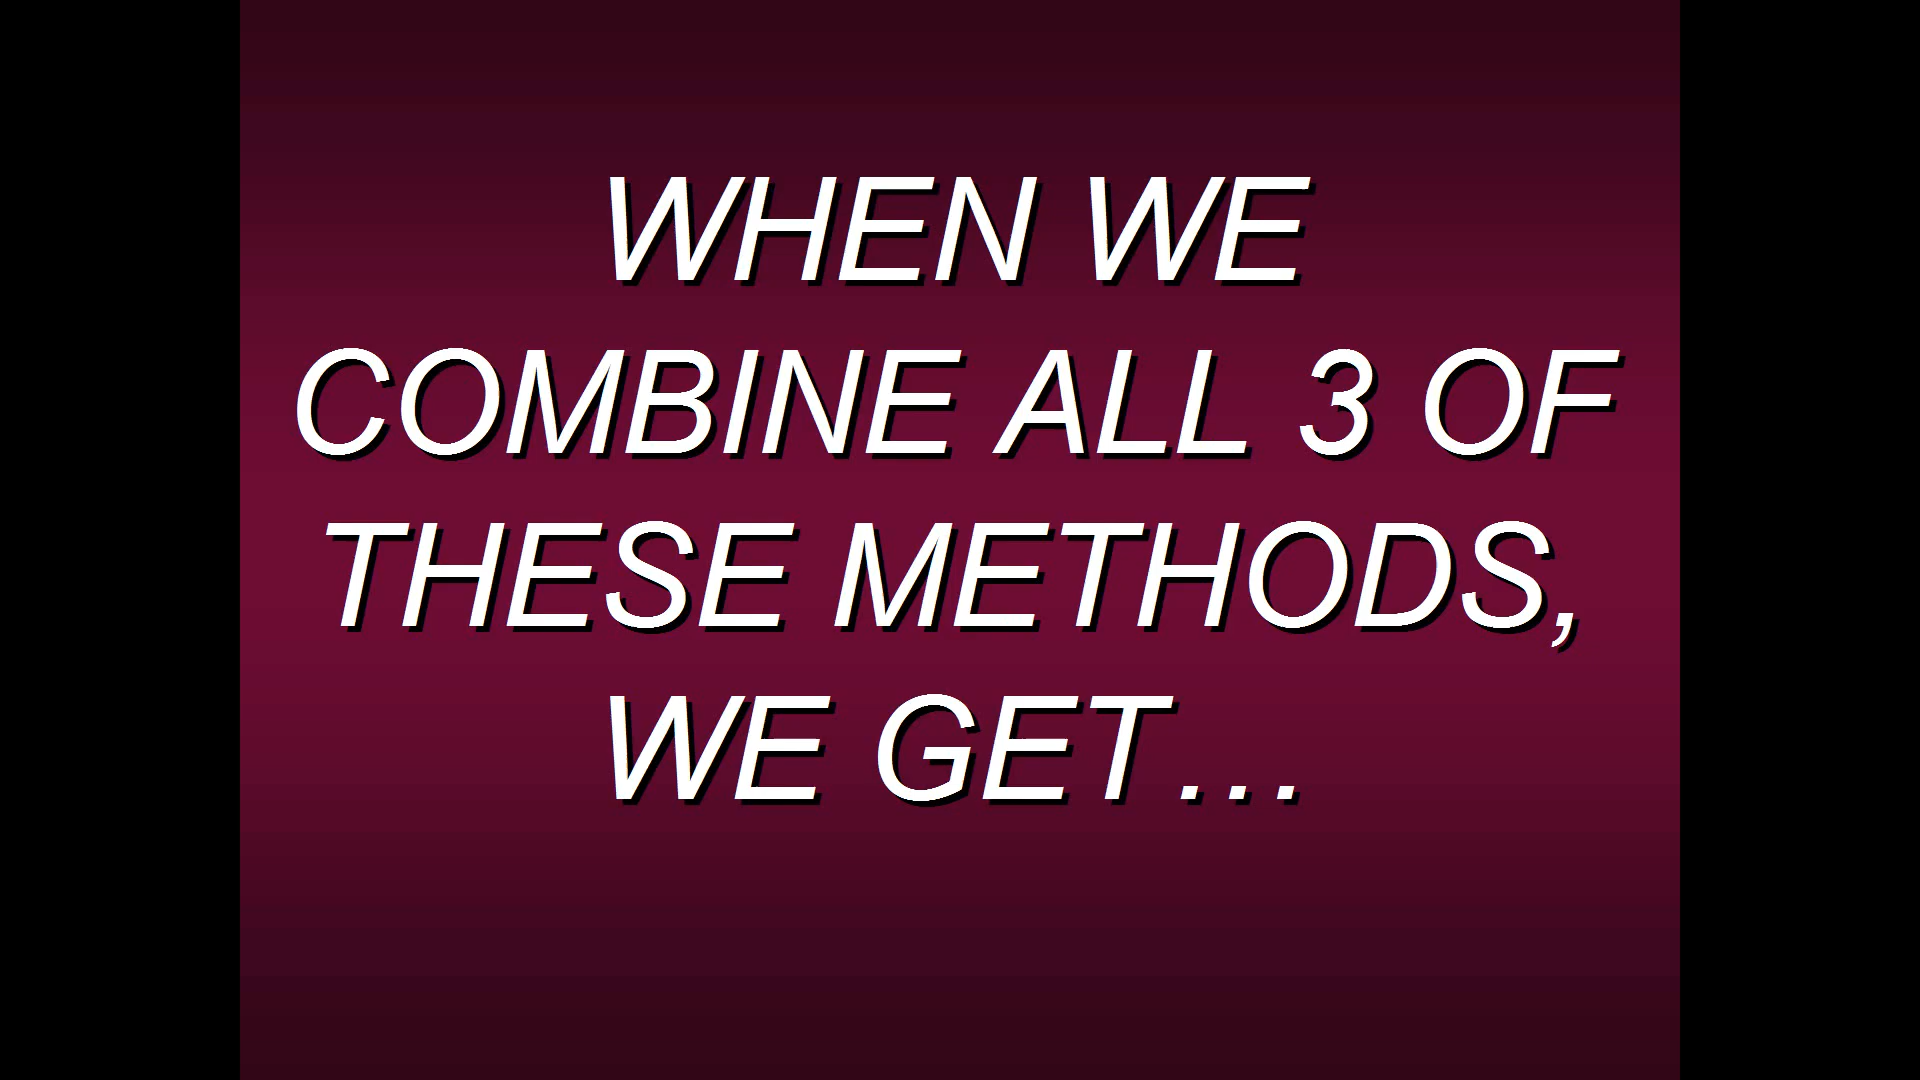 WHEN WE
COMBINE ALL 3 OF
THESE METHODS,
WE GET…